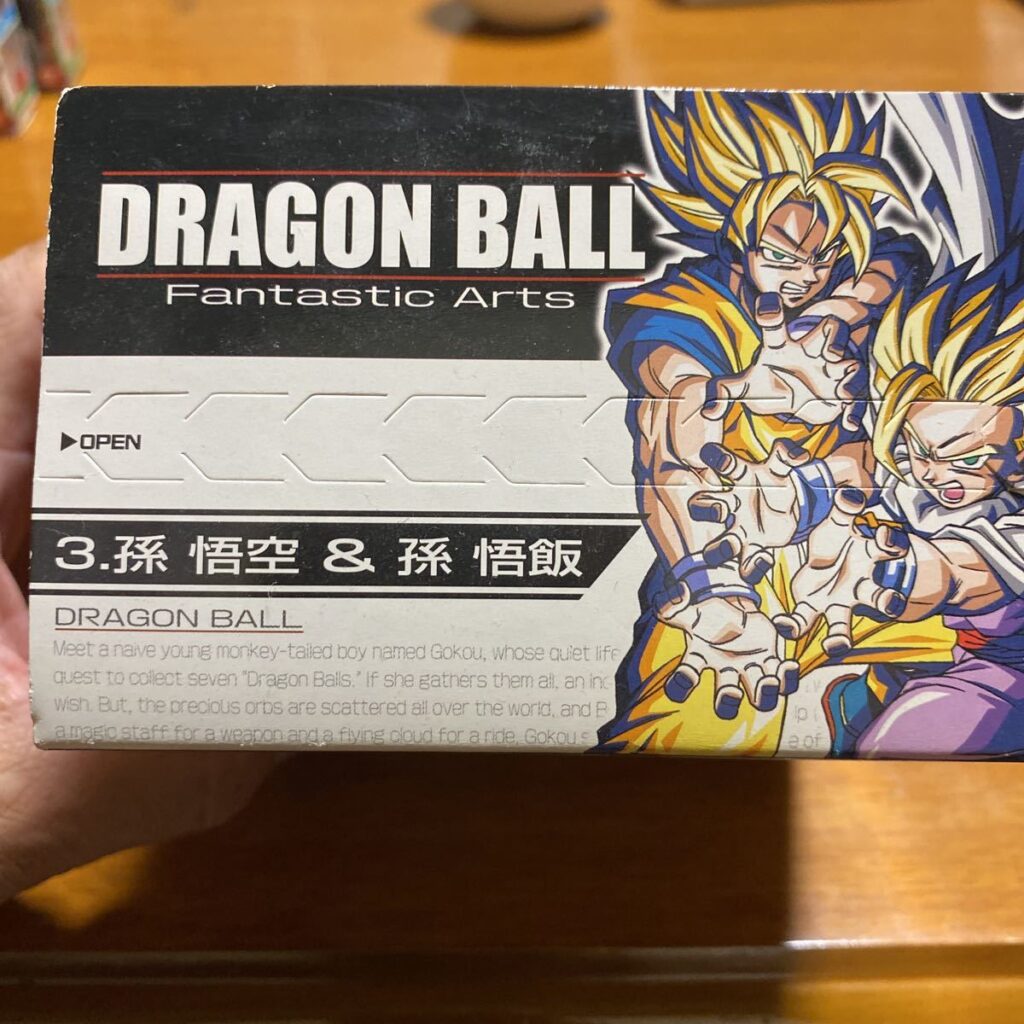 DRAGON BALL
Fantastic Arts
▶OPEN
3.孫 悟空 & 孫 悟飯
DRAGON BALL
Meet a naive young monkey-tailed boy named Gokou, whose quiet life
quest to collect seven "Dragon Balls." If she gathers them all, an
wish. But, the precious orbs are scattered all over the world, and
a magic staff for a weapon and a flying cloud for a ride, Gokou